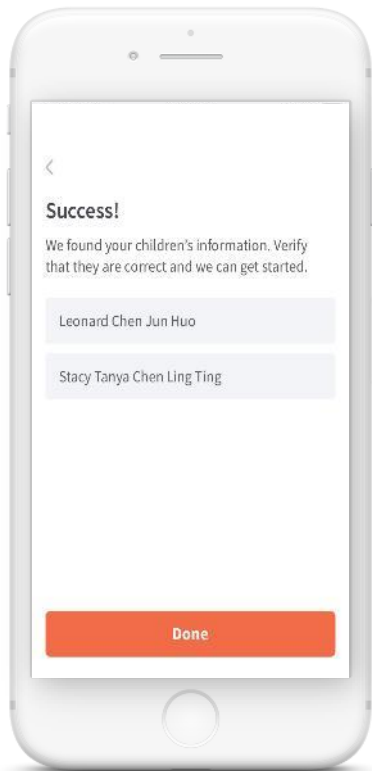 Success!
We found your children's information. Verify
that they are correct and we can get started.
Leonard Chen Jun Huo
Stacy Tanya Chen Ling Ting
Done